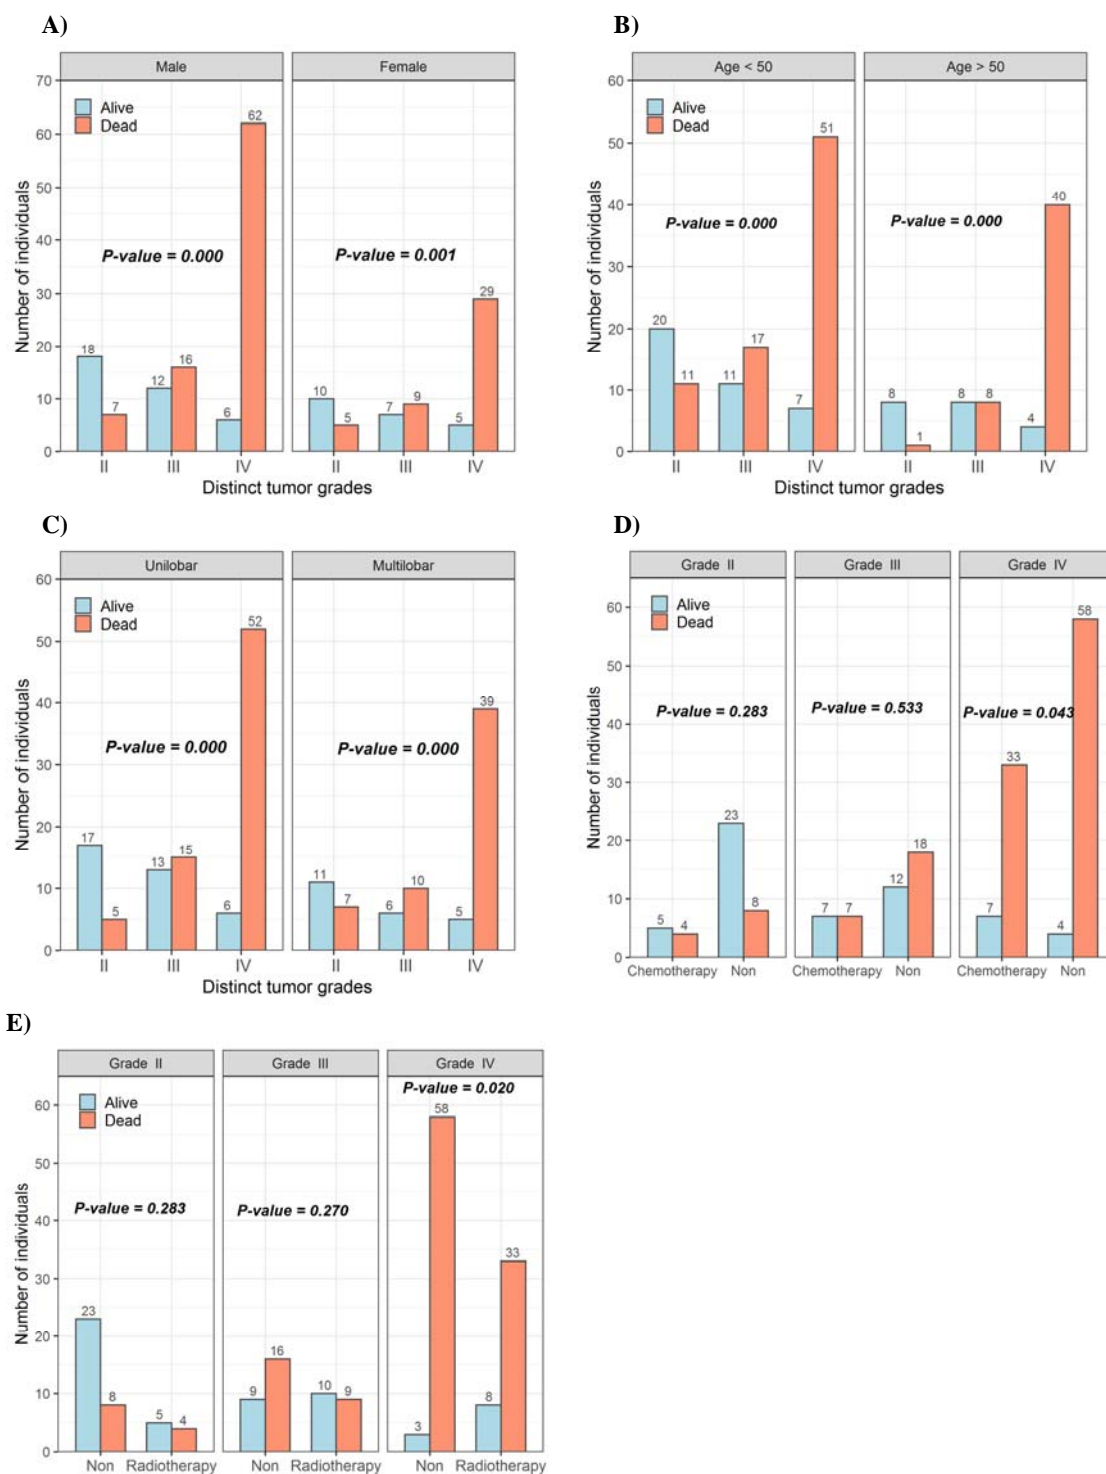 A)
Male Female
Alive
Dead
Number of individuals
70
60
50
40
30
20
10
0
18 7 12 16 6 62
10 5 7 9 5 29
P-value = 0.000
P-value = 0.001
II III IV II III IV
Distinct tumor grades
B)
Age < 50 Age > 50
Alive
Dead
Number of individuals
60
50
40
30
20
10
0
20 11 11 17 7 51
8 1 8 8 4 40
P-value = 0.000
P-value = 0.000
II III IV II III IV
Distinct tumor grades
C)
Unilobar Multilobar
Alive
Dead
Number of individuals
60
50
40
30
20
10
0
17 5 13 15 6 52
11 7 6 10 5 39
P-value = 0.000
P-value = 0.000
II III IV II III IV
Distinct tumor grades
D)
Grade II Grade III Grade IV
Alive
Dead
Number of individuals
60
50
40
30
20
10
0
5 4 23 8
7 7 12 18
7 33 4 58
P-value = 0.283
P-value = 0.533
P-value = 0.043
Chemotherapy Non Chemotherapy Non Chemotherapy Non
E)
Grade II Grade III Grade IV
Alive
Dead
Number of individuals
60
50
40
30
20
10
0
23 8 5 4
9 16 10 9
3 58 8 33
P-value = 0.283
P-value = 0.270
P-value = 0.020
Non Radiotherapy Non Radiotherapy Non Radiotherapy